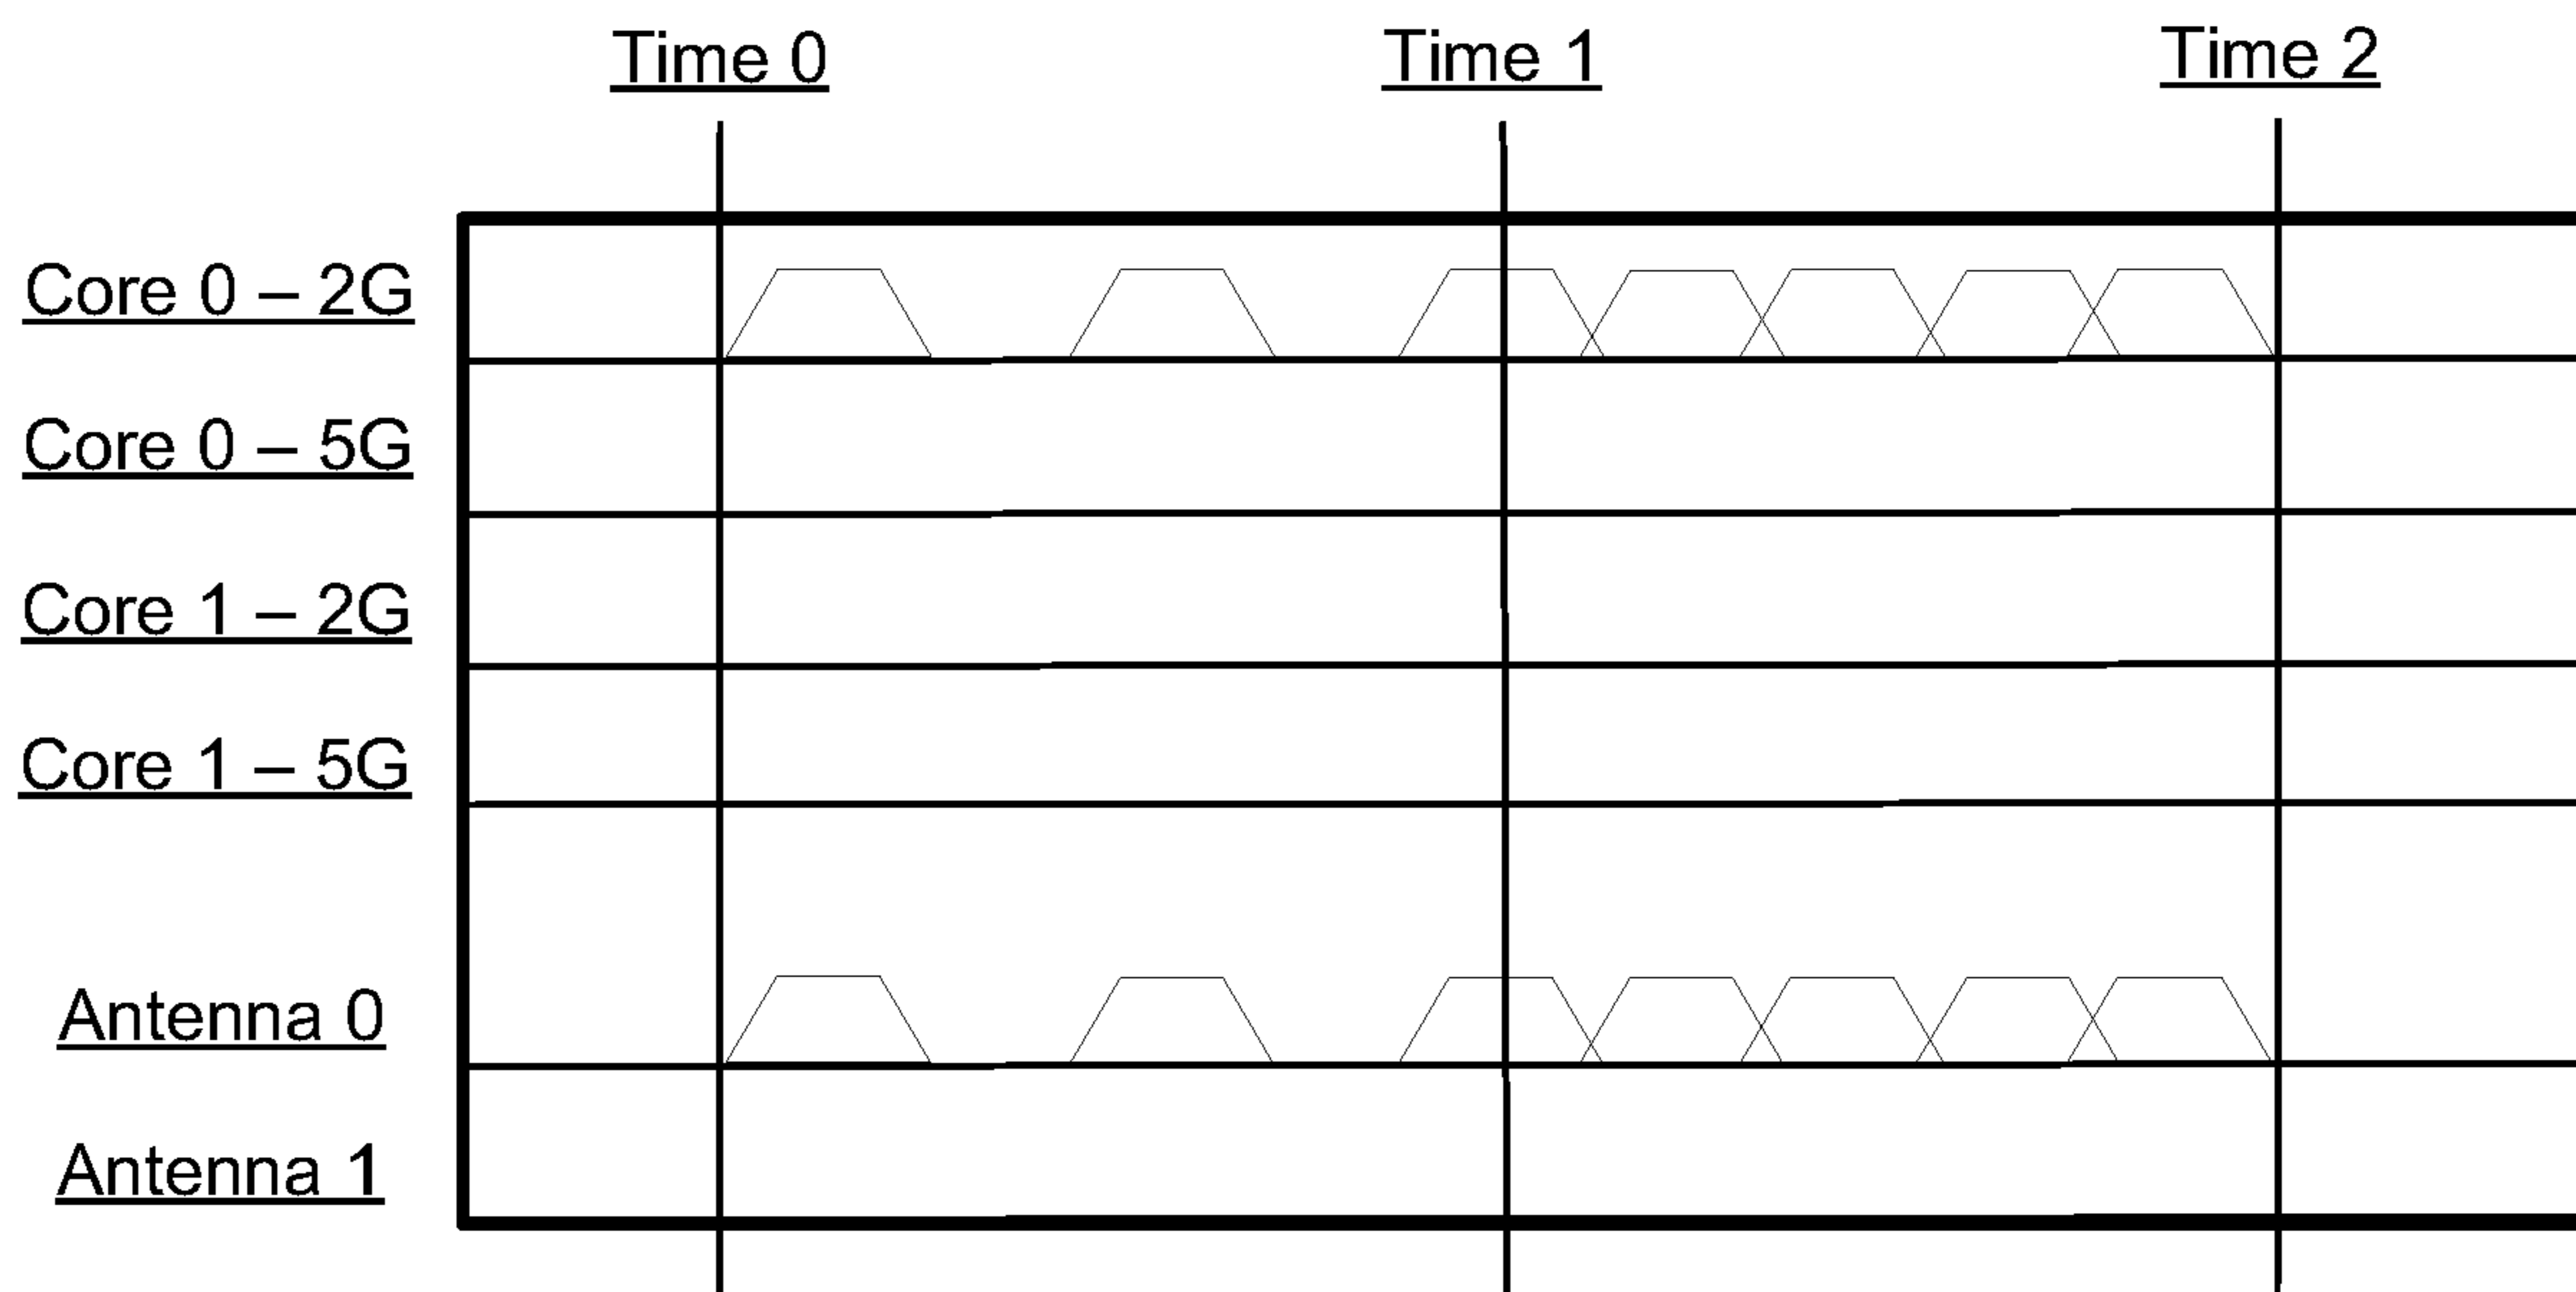 Time 0 Time 1 Time 2
Core 0 – 2G
Core 0 – 5G
Core 1 – 2G
Core 1 – 5G
Antenna 0
Antenna 1